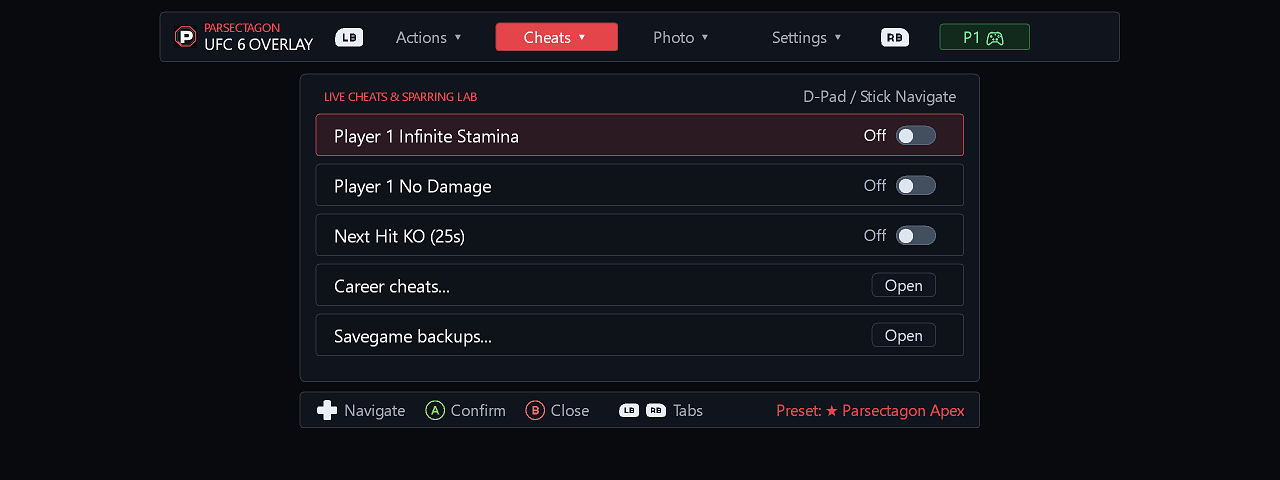 P
PARSECTAGON
UFC 6 OVERLAY
LB
Actions ▼
Cheats ▼
Photo ▼
Settings ▼
RB
P1
LIVE CHEATS & SPARRING LAB
D-Pad / Stick Navigate
Player 1 Infinite Stamina
Off
Player 1 No Damage
Off
Next Hit KO (25s)
Off
Career cheats...
Open
Savegame backups...
Open
Navigate
A Confirm
B Close
LB RB Tabs
Preset: ★ Parsectagon Apex